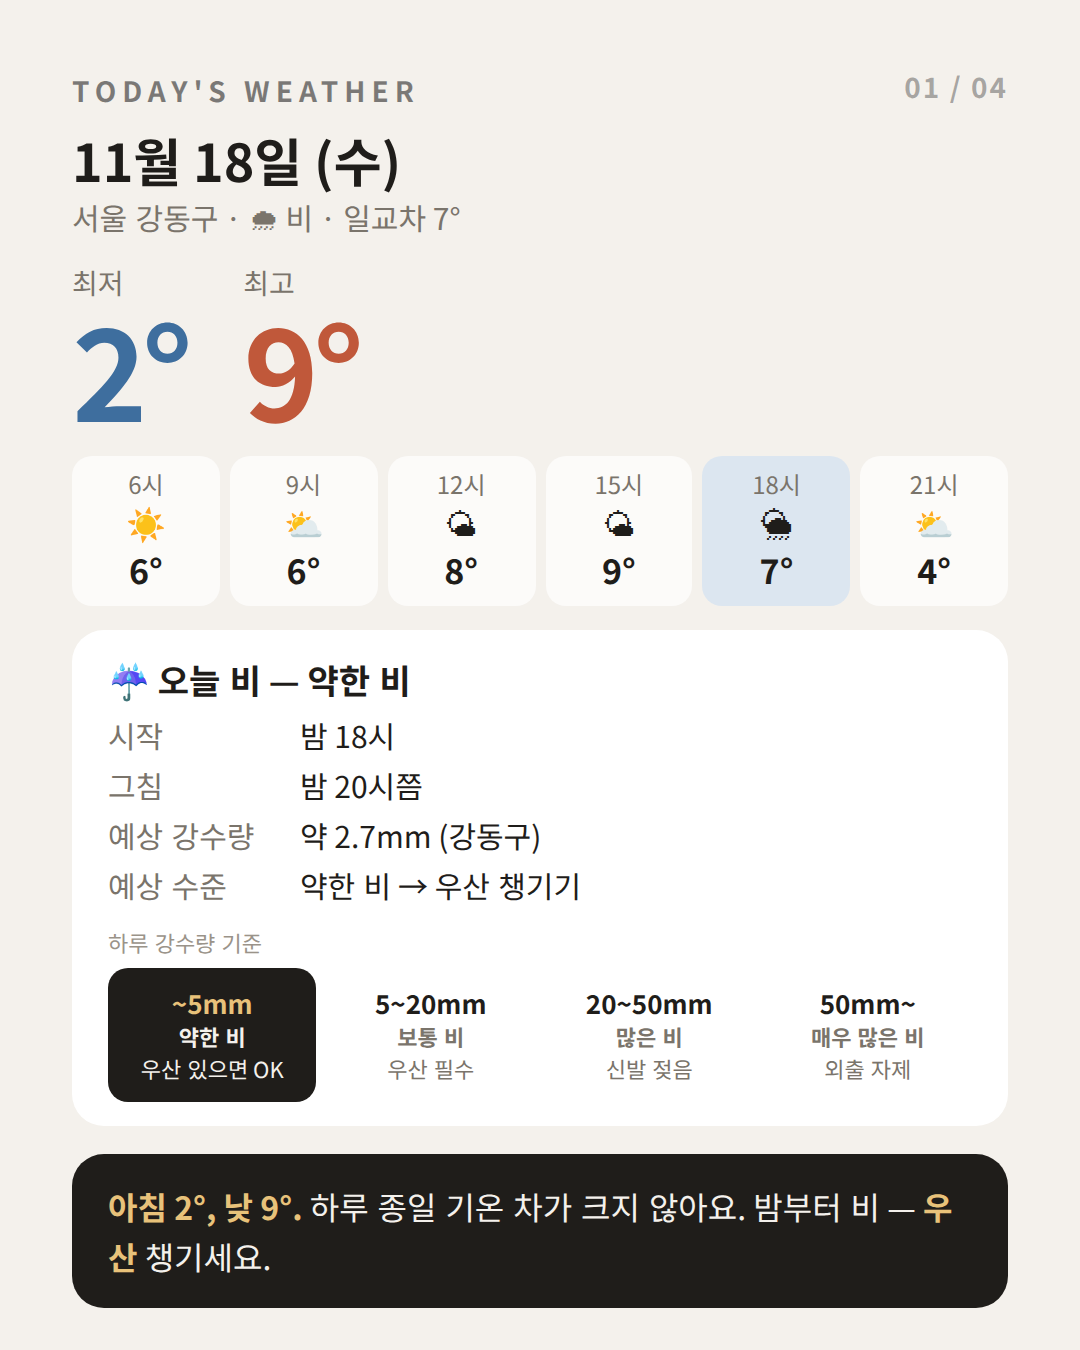 TODAY'S WEATHER
01 / 04
11월 18일 (수)
서울 강동구 · 🌧 비 · 일교차 7°
최저 최고
2° 9°
6시 9시 12시 15시 18시 21시
☀️ ⛅ 🌤 🌤 🌦 ⛅
6° 6° 8° 9° 7° 4°
☔ 오늘 비 — 약한 비
시작 밤 18시
그침 밤 20시쯤
예상 강수량 약 2.7mm (강동구)
예상 수준 약한 비 → 우산 챙기기
하루 강수량 기준
~5mm 5~20mm 20~50mm 50mm~
약한 비 보통 비 많은 비 매우 많은 비
우산 있으면 OK 우산 필수 신발 젖음 외출 자제
아침 2°, 낮 9°. 하루 종일 기온 차가 크지 않아요. 밤부터 비 — 우
산 챙기세요.